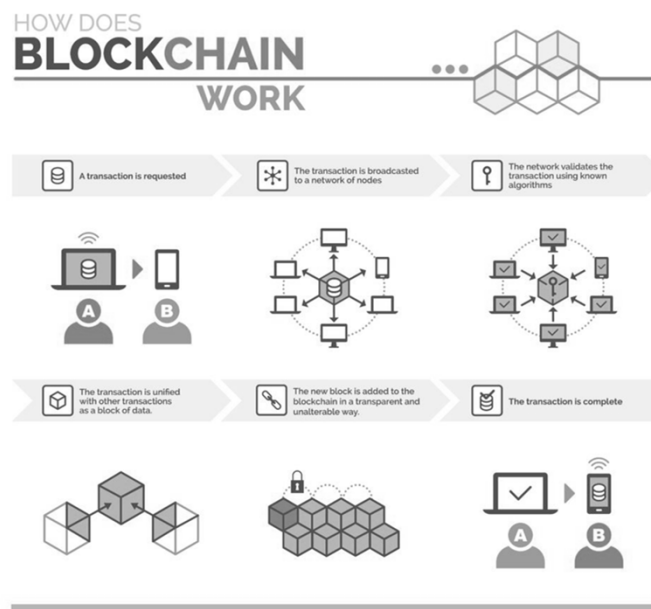 HOW DOES
BLOCKCHAIN
WORK
A transaction is requested
The transaction is broadcasted
to a network of nodes
The network validates the
transaction using known
algorithms
A
B
The transaction is unified
with other transactions
as a block of data.
The new block is added to the
blockchain in a transparent and
unalterable way.
The transaction is complete
A
B